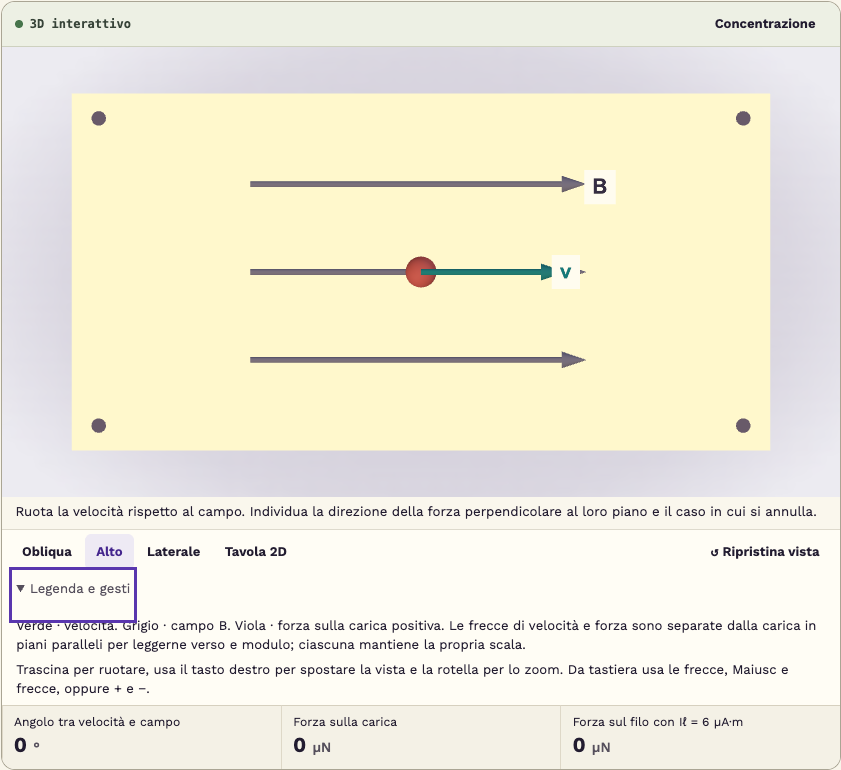 3D interattivo
Concentrazione
B
v
Ruota la velocità rispetto al campo. Individua la direzione della forza perpendicolare al loro piano e il caso in cui si annulla.
Obliqua Alto Laterale Tavola 2D
↺ Ripristina vista
▼ Legenda e gesti
Verde · velocità. Grigio · campo B. Viola · forza sulla carica positiva. Le frecce di velocità e forza sono separate dalla carica in
piani paralleli per leggerne verso e modulo; ciascuna mantiene la propria scala.
Trascina per ruotare, usa il tasto destro per spostare la vista e la rotella per lo zoom. Da tastiera usa le frecce, Maiusc e
frecce, oppure + e −.
Angolo tra velocità e campo
0 °
Forza sulla carica
0 μN
Forza sul filo con Iℓ = 6 μA·m
0 μN